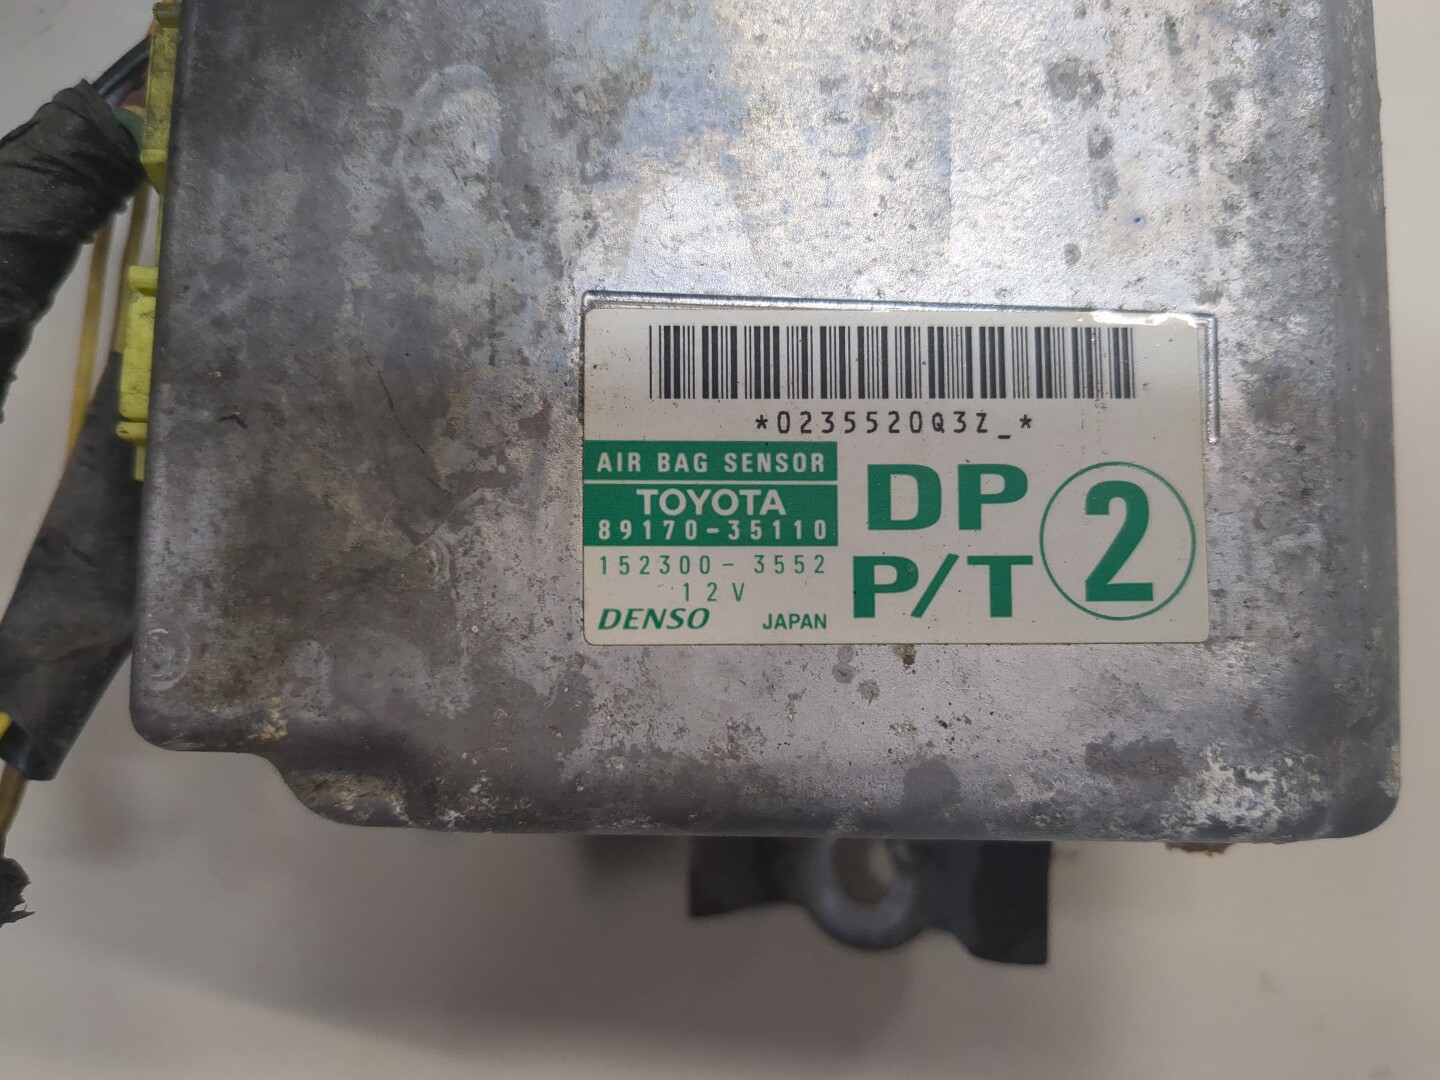 *0235520Q3Z_*
AIR BAG SENSOR
TOYOTA
89170-35110
152300-3552
12V
DENSO JAPAN
DP
P/T
2